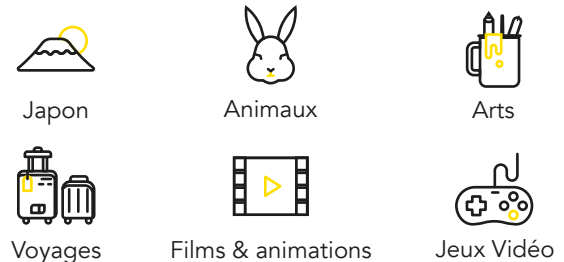 Japon
Animaux
Arts
Voyages
Films & animations
Jeux Vidéo